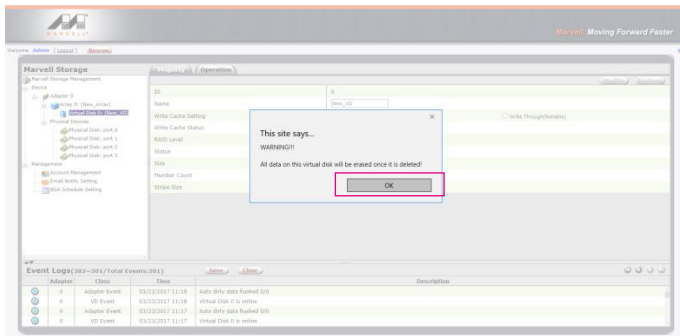 MARVELL
Marvell. Moving Forward Faster
Welcome Admin [ Logout ] Rescan
Marvell Storage
Property
Operation
Marvell Storage Management
Device
Adapter 0
Array 0: (New_Array)
Virtual Disk 0: (New_VD)
Physical Devices
Physical Disk: port 2
Physical Disk: port 1
Physical Disk: port 3
Management
Account Management
Email Notify Setting
BGA Schedule Setting
ID 0
Name New_VD
Write Cache Setting
Write Through(Reliable)
Write Cache Status
RAID Level
Status
Size
Member Count
Stripe Size
This site says...
WARNING!!!
All data on this virtual disk will be erased once it is deleted!
OK
Event Logs(282~301/Total Events:301) Save Clear
Adapter Class Time Description
0 Adapter Event 03/23/2017 11:18 Auto dirty data flushed 0/0
0 VD Event 03/23/2017 11:18 Virtual Disk 0 is online
0 Adapter Event 03/23/2017 11:17 Auto dirty data flushed 0/0
0 VD Event 03/23/2017 11:17 Virtual Disk 0 is online